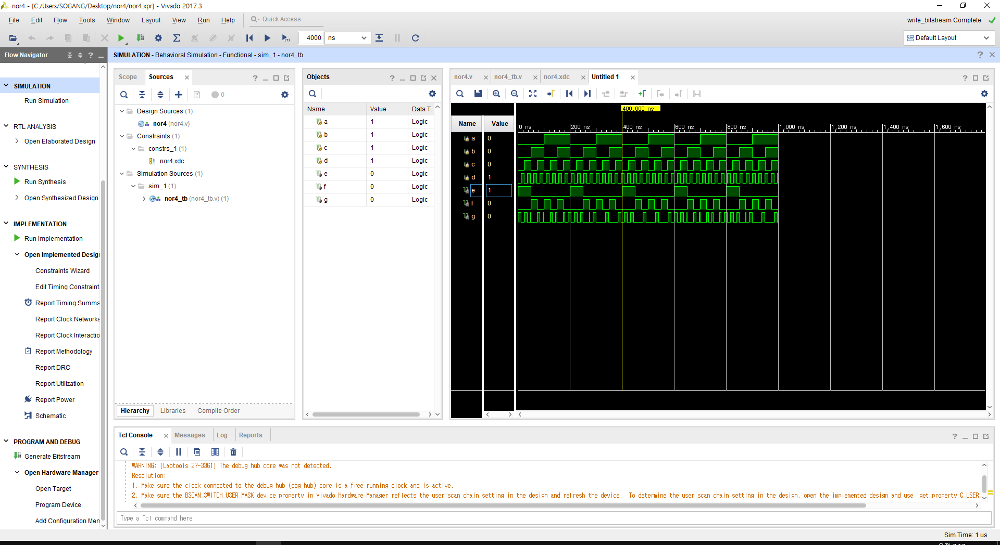 nor4 - [C:/Users/SOGANG/Desktop/nor4/nor4.xpr] - Vivado 2017.3
File Edit Flow Tools Window Layout View Run Help Quick Access
write_bitstream Complete
4000 ns
Default Layout
Flow Navigator
SIMULATION - Behavioral Simulation - Functional - sim_1 - nor4_tb
SIMULATION
Run Simulation
RTL ANALYSIS
Open Elaborated Design
SYNTHESIS
Run Synthesis
Open Synthesized Design
IMPLEMENTATION
Run Implementation
Open Implemented Desig
Constraints Wizard
Edit Timing Constraint
Report Timing Summa
Report Clock Networks
Report Clock Interactio
Report Methodology
Report DRC
Report Utilization
Report Power
Schematic
PROGRAM AND DEBUG
Generate Bitstream
Open Hardware Manager
Open Target
Program Device
Add Configuration Mem
Scope Sources
0
Design Sources (1)
nor4 (nor4.v)
Constraints (1)
constrs_1 (1)
nor4.xdc
Simulation Sources (1)
sim_1 (1)
nor4_tb (nor4_tb.v) (1)
Hierarchy Libraries Compile Order
Objects
Name Value Data T..
a 1 Logic
b 1 Logic
c 1 Logic
d 1 Logic
e 0 Logic
f 0 Logic
g 0 Logic
nor4.v nor4_tb.v nor4.xdc Untitled 1
400,000 ns
Name Value
0 ns 200 ns 400 ns 600 ns 800 ns 1,000 ns 1,200 ns 1,400 ns 1,600 ns
a 0
b 0
c 0
d 1
e 1
f 0
g 0
Tcl Console Messages Log Reports
WARNING: [Labtools 27-3361] The debug hub core was not detected.
Resolution:
1. Make sure the clock connected to the debug hub (dbg_hub) core is a free running clock and is active.
2. Make sure the BSCAN_SWITCH_USER_MASK device property in Vivado Hardware Manager reflects the user scan chain setting in the design and refresh the device. To determine the user scan chain setting in the design, open the implemented design and use 'get_property C_USER_
Type a Tcl command here
Sim Time: 1 us